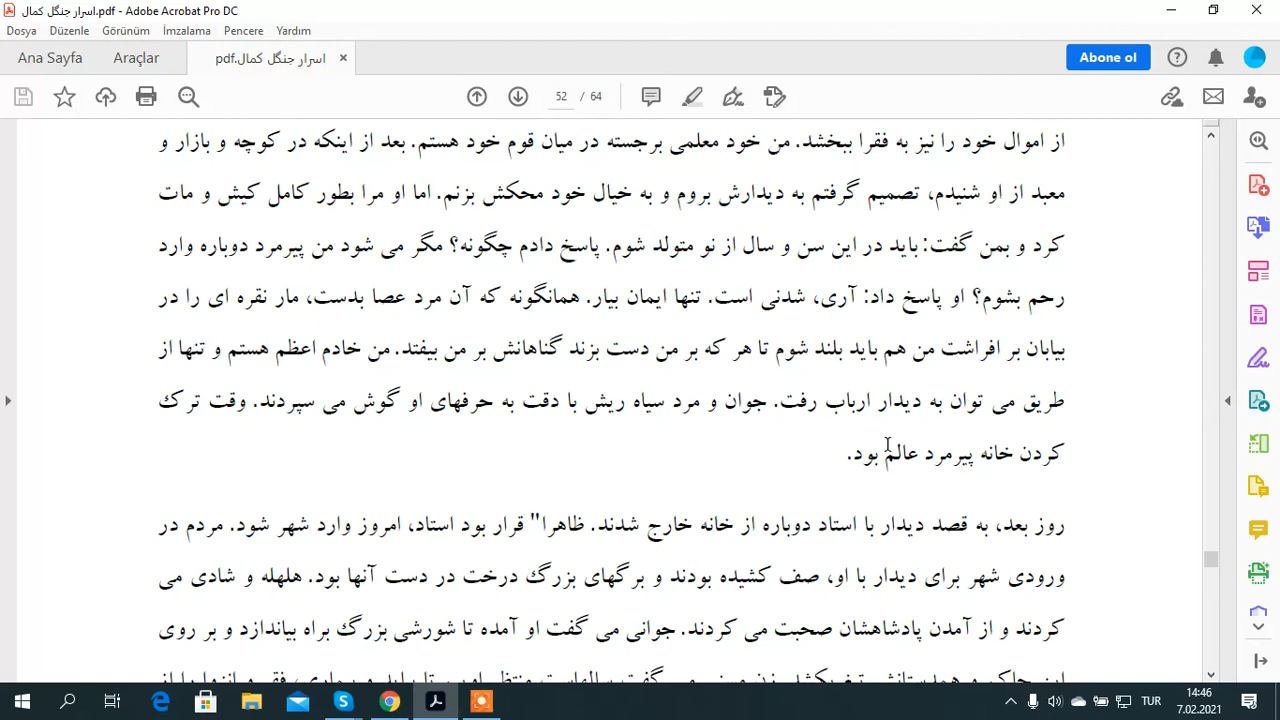 اسرار جنگل کمال.pdf - Adobe Acrobat Pro DC
Dosya Düzenle Görünüm İmzalama Pencere Yardım
Ana Sayfa Araçlar اسرار جنگل کمال.pdf Abone ol
52 / 64
از اموال خود را نیز به فقرا ببخشد. من خود معلمی برجسته در میان قوم خود هستم. بعد از اینکه در کوچه و بازار و
معبد از او شنیدم، تصمیم گرفتم به دیدارش بروم و به خیال خود محکش بزنم. اما او مرا بطور کامل کیش و مات
کرد و بمن گفت: باید در این سن و سال از نو متولد شوم. پاسخ دادم چگونه؟ مگر می شود من پیرمرد دوباره وارد
رحم بشوم؟ او پاسخ داد: آری، شدنی است. تنها ایمان بیار. همانگونه که آن مرد عصا بدست، مار نقره ای را در
بیابان بر افراشت من هم باید بلند شوم تا هر که بر من دست بزند گناهانش بر من بیفتد. من خادم اعظم هستم و تنها از
طریق می توان به دیدار ارباب رفت. جوان و مرد سیاه ریش با دقت به حرفهای او گوش می سپردند. وقت ترک
کردن خانه پیرمرد عالم بود.
روز بعد، به قصد دیدار با استاد دوباره از خانه خارج شدند. ظاهرا" قرار بود استاد، امروز وارد شهر شود. مردم در
ورودی شهر برای دیدار با او، صف کشیده بودند و برگهای بزرگ درخت در دست آنها بود. هلهله و شادی می
کردند و از آمدن پادشاهشان صحبت می کردند. جوانی می گفت او آمده تا شورشی بزرگ براه بیاندازد و بر روی
TUR
14:46
7.02.2021